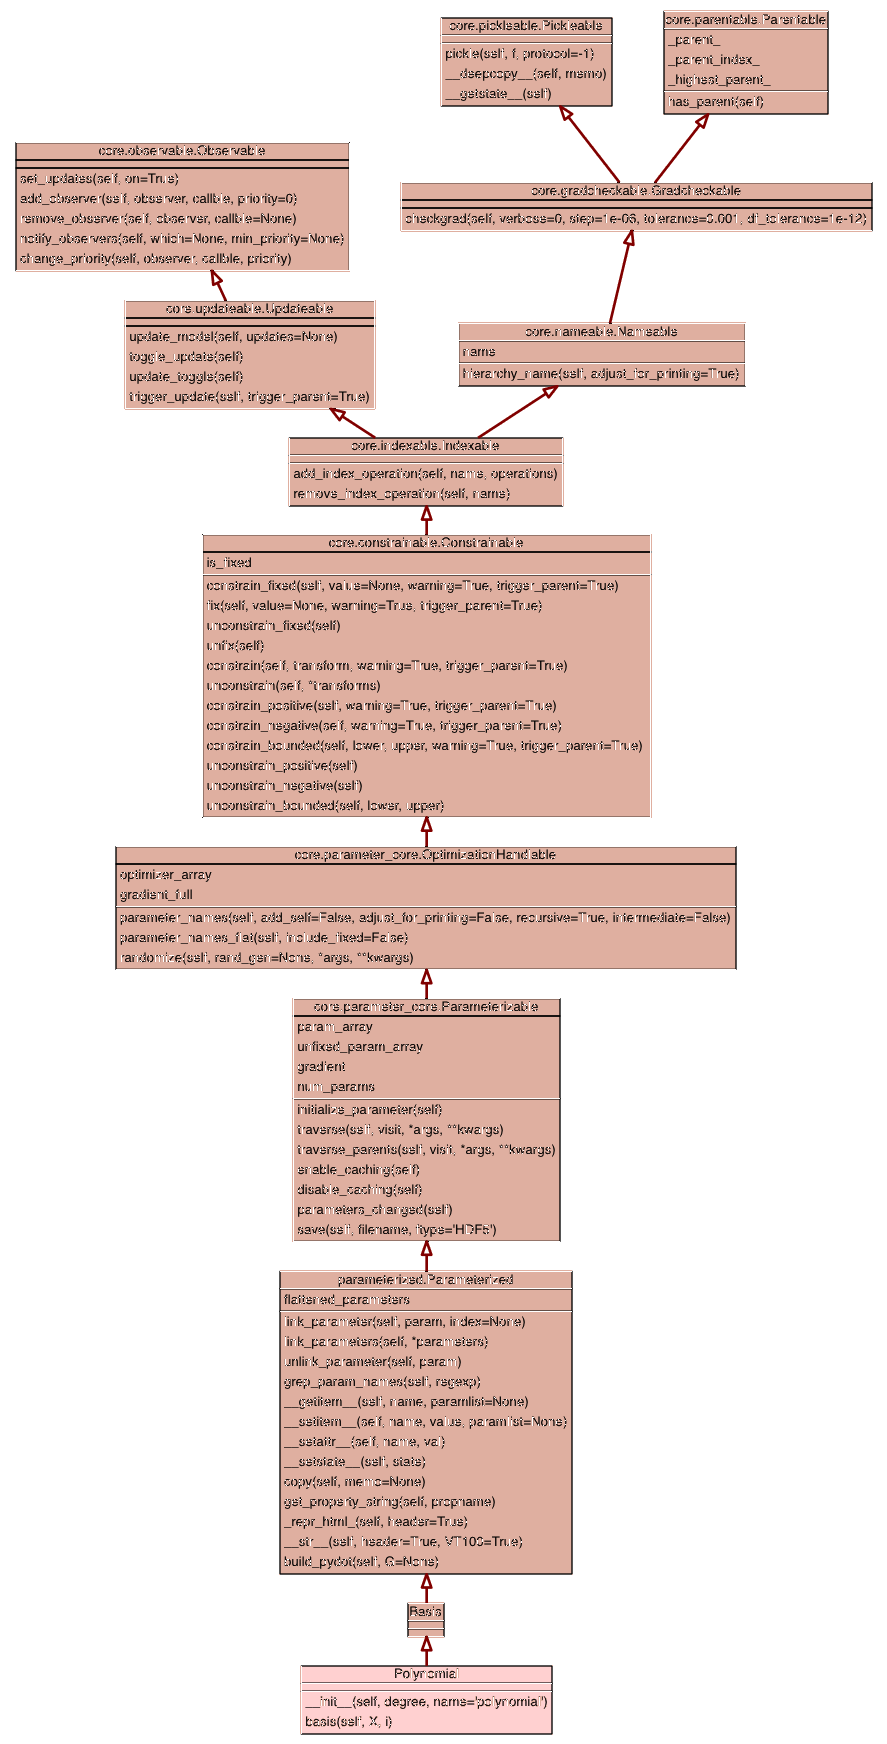 core.pickleable.Pickleable
pickle(self, f, protocol=-1)
__deepcopy__(self, memo)
__getstate__(self)
core.parentable.Parentable
_parent_
_parent_index_
_highest_parent_
has_parent(self)
core.observable.Observable
set_updates(self, on=True)
add_observer(self, observer, callble, priority=0)
remove_observer(self, observer, callble=None)
notify_observers(self, which=None, min_priority=None)
change_priority(self, observer, callble, priority)
core.gradcheckable.Gradcheckable
checkgrad(self, verbose=0, step=1e-06, tolerance=0.001, df_tolerance=1e-12)
core.updateable.Updateable
update_model(self, updates=None)
toggle_update(self)
update_toggle(self)
trigger_update(self, trigger_parent=True)
core.nameable.Nameable
name
hierarchy_name(self, adjust_for_printing=True)
core.indexable.Indexable
add_index_operation(self, name, operations)
remove_index_operation(self, name)
core.constrainable.Constrainable
is_fixed
constrain_fixed(self, value=None, warning=True, trigger_parent=True)
fix(self, value=None, warning=True, trigger_parent=True)
unconstrain_fixed(self)
unfix(self)
constrain(self, transform, warning=True, trigger_parent=True)
unconstrain(self, *transforms)
constrain_positive(self, warning=True, trigger_parent=True)
constrain_negative(self, warning=True, trigger_parent=True)
constrain_bounded(self, lower, upper, warning=True, trigger_parent=True)
unconstrain_positive(self)
unconstrain_negative(self)
unconstrain_bounded(self, lower, upper)
core.parameter_core.OptimizationHandlable
optimizer_array
gradient_full
parameter_names(self, add_self=False, adjust_for_printing=False, recursive=True, intermediate=False)
parameter_names_flat(self, include_fixed=False)
randomize(self, rand_gen=None, *args, **kwargs)
core.parameter_core.Parameterizable
param_array
unfixed_param_array
gradient
num_params
initialize_parameter(self)
traverse(self, visit, *args, **kwargs)
traverse_parents(self, visit, *args, **kwargs)
enable_caching(self)
disable_caching(self)
parameters_changed(self)
save(self, filename, ftype='HDF5')
parameterized.Parameterized
flattened_parameters
link_parameter(self, param, index=None)
link_parameters(self, *parameters)
unlink_parameter(self, param)
grep_param_names(self, regexp)
__getitem__(self, name, paramlist=None)
__setitem__(self, name, value, paramlist=None)
__setattr__(self, name, val)
__setstate__(self, state)
copy(self, memo=None)
get_property_string(self, propname)
_repr_html_(self, header=True)
__str__(self, header=True, VT100=True)
build_pydot(self, G=None)
Basis
Polynomial
__init__(self, degree, name='polynomial')
basis(self, X, i)